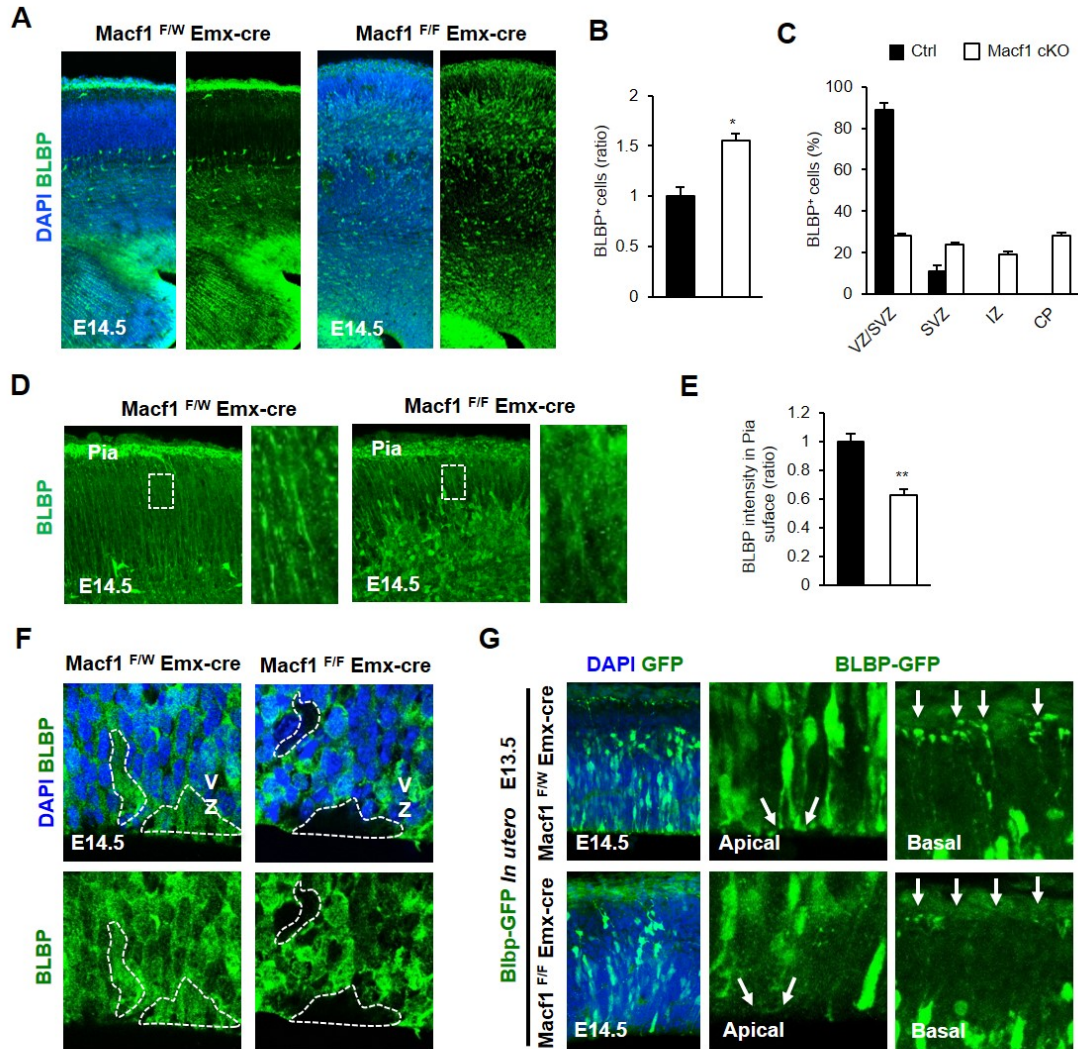 A
Macf1 F/W Emx-cre
Macf1 F/F Emx-cre
DAPI BLBP
E14.5
B
BLBP+ cells (ratio)
2
1.5
1
0.5
0
*
C
Ctrl
Macf1 cKO
BLBP+ cells (%)
100
80
60
40
20
0
VZ/SVZ
SVZ
IZ
CP
D
Macf1 F/W Emx-cre
Macf1 F/F Emx-cre
BLBP
Pia
E14.5
E14.5
E
BLBP intensity in Pia
suface (ratio)
1.2
1
0.8
0.6
0.4
0.2
0
**
F
Macf1 F/W Emx-cre
Macf1 F/F Emx-cre
DAPI BLBP
V
Z
V
Z
E14.5
BLBP
G
DAPI GFP
BLBP-GFP
Blbp-GFP In utero E13.5
Macf1 F/W Emx-cre
E14.5
Apical
Basal
Macf1 F/F Emx-cre
E14.5
Apical
Basal